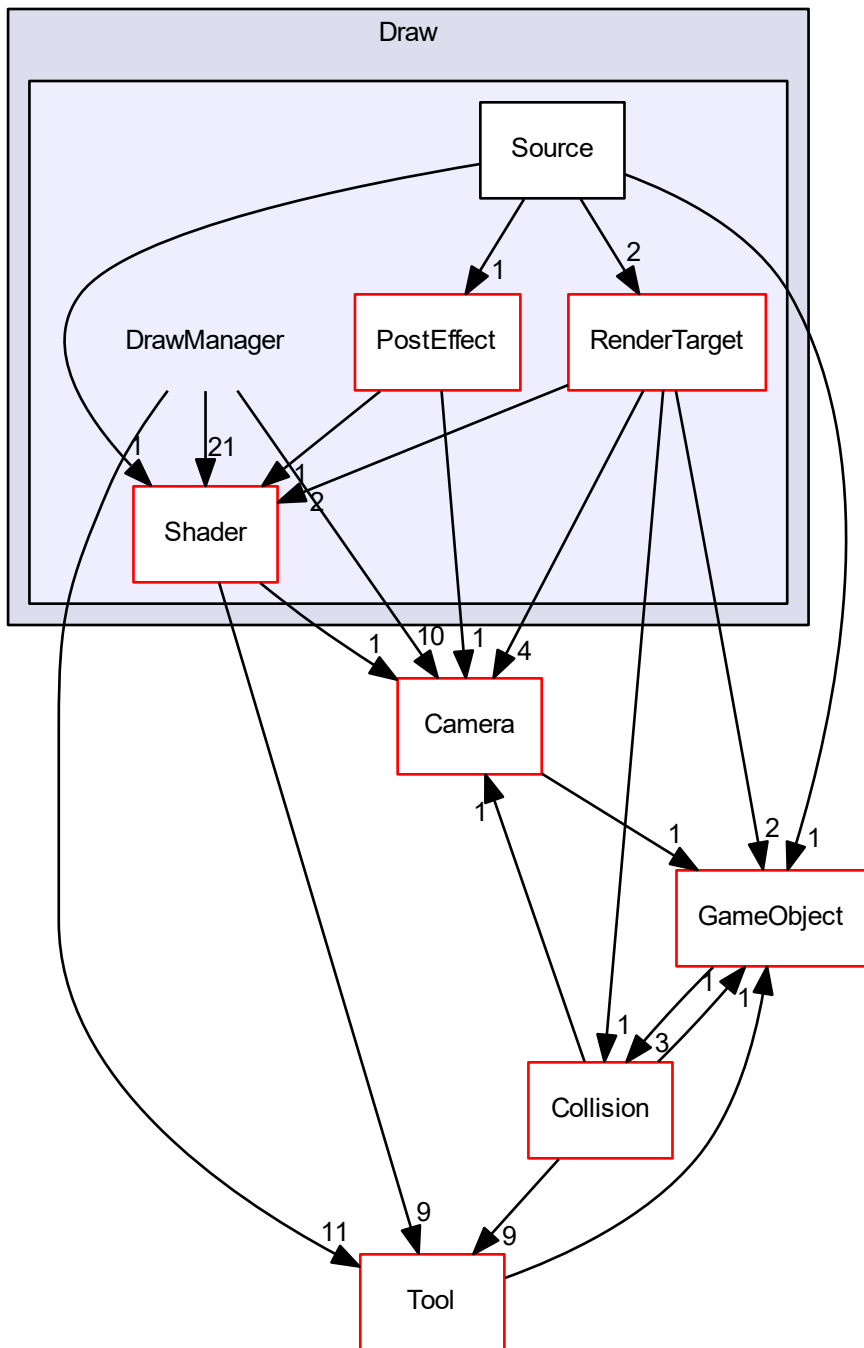 Draw
Source
1
2
DrawManager
PostEffect
RenderTarget
1
21
1
2
Shader
1
10
1
4
Camera
1
1
2
1
GameObject
1
1
1
3
Collision
11
9
9
Tool